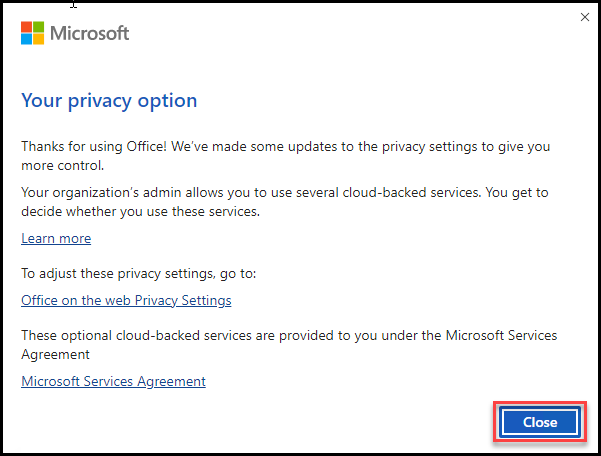 Microsoft
Your privacy option
Thanks for using Office! We've made some updates to the privacy settings to give you
more control.
Your organization's admin allows you to use several cloud-backed services. You get to
decide whether you use these services.
Learn more
To adjust these privacy settings, go to:
Office on the web Privacy Settings
These optional cloud-backed services are provided to you under the Microsoft Services
Agreement
Microsoft Services Agreement
Close